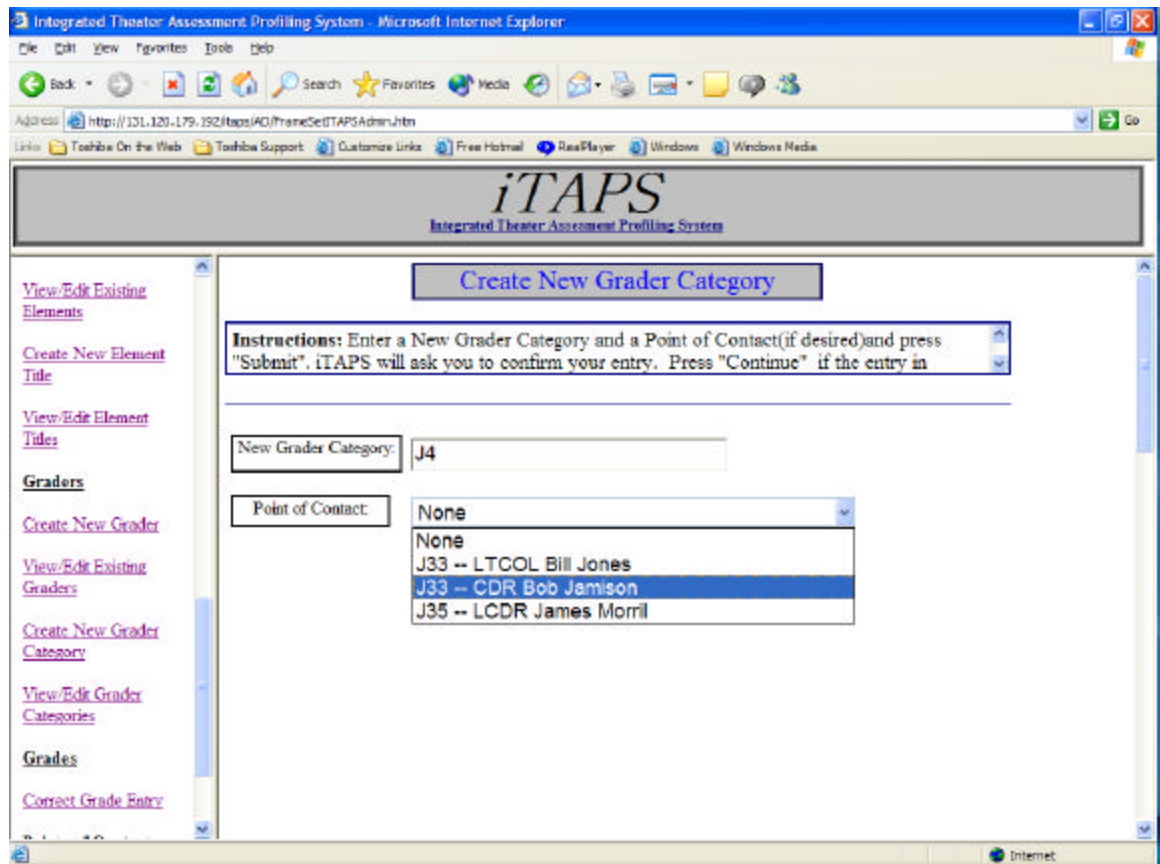 Integrated Theater Assessment Profiling System - Microsoft Internet Explorer
File Edit View Favorites Tools Help
Back Search Favorites Media
Address http://131.120.179.192/itaps/AD/FrameSetITAPSAdmin.htm Go
Links Toshiba On the Web Toshiba Support Customize Links Free Hotmail RealPlayer Windows Windows Media
iTAPS
Integrated Theater Assessment Profiling System
View/Edit Existing
Elements
Create New Element
Title
View/Edit Element
Titles
Graders
Create New Grader
View/Edit Existing
Graders
Create New Grader
Category
View/Edit Grader
Categories
Grades
Correct Grade Entry
Create New Grader Category
Instructions: Enter a New Grader Category and a Point of Contact(if desired)and press
"Submit". iTAPS will ask you to confirm your entry. Press "Continue" if the entry in
New Grader Category: J4
Point of Contact: None
None
J33 -- LTCOL Bill Jones
J33 -- CDR Bob Jamison
J35 -- LCDR James Morril
Internet